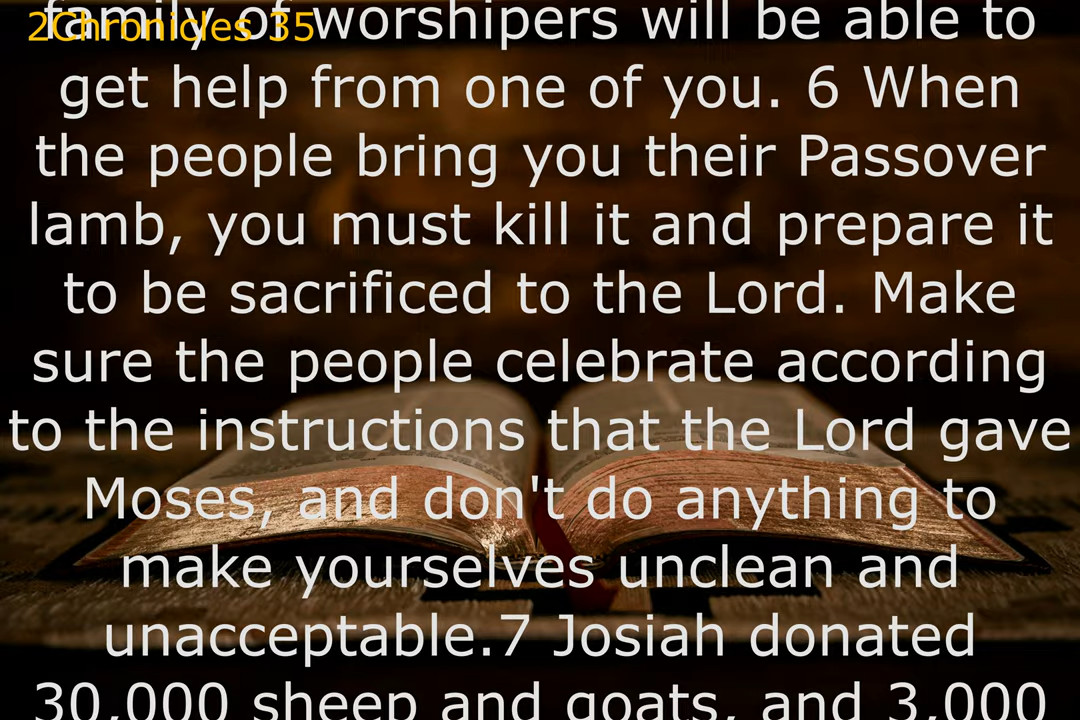 2Chronicles 35
family of worshipers will be able to
get help from one of you. 6 When
the people bring you their Passover
lamb, you must kill it and prepare it
to be sacrificed to the Lord. Make
sure the people celebrate according
to the instructions that the Lord gave
Moses, and don't do anything to
make yourselves unclean and
unacceptable.7 Josiah donated
30,000 sheep and goats, and 3,000